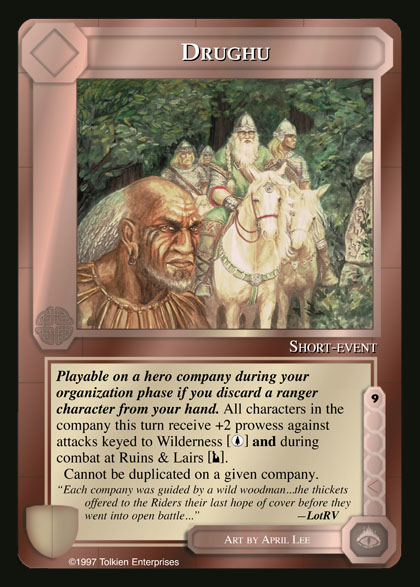 DRUGHU
SHORT-EVENT
Playable on a hero company during your
organization phase if you discard a ranger
character from your hand. All characters in the
company this turn receive +2 prowess against
attacks keyed to Wilderness [] and during
combat at Ruins & Lairs [].
Cannot be duplicated on a given company.
“Each company was guided by a wild woodman...the thickets
offered to the Riders their last hope of cover before they
went into open battle...” –LotRV
9
ART BY APRIL LEE
©1997 Tolkien Enterprises